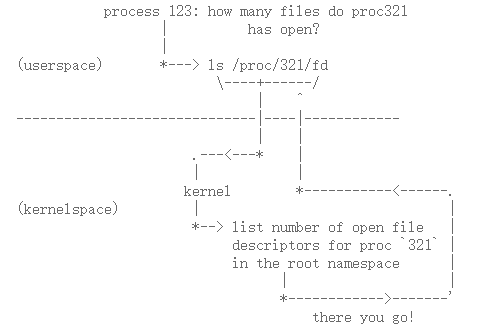 process 123: how many files do proc321
has open?
(userspace)
ls /proc/321/fd
kernel
(kernelspace)
list number of open file
descriptors for proc `321`
in the root namespace
there you go!